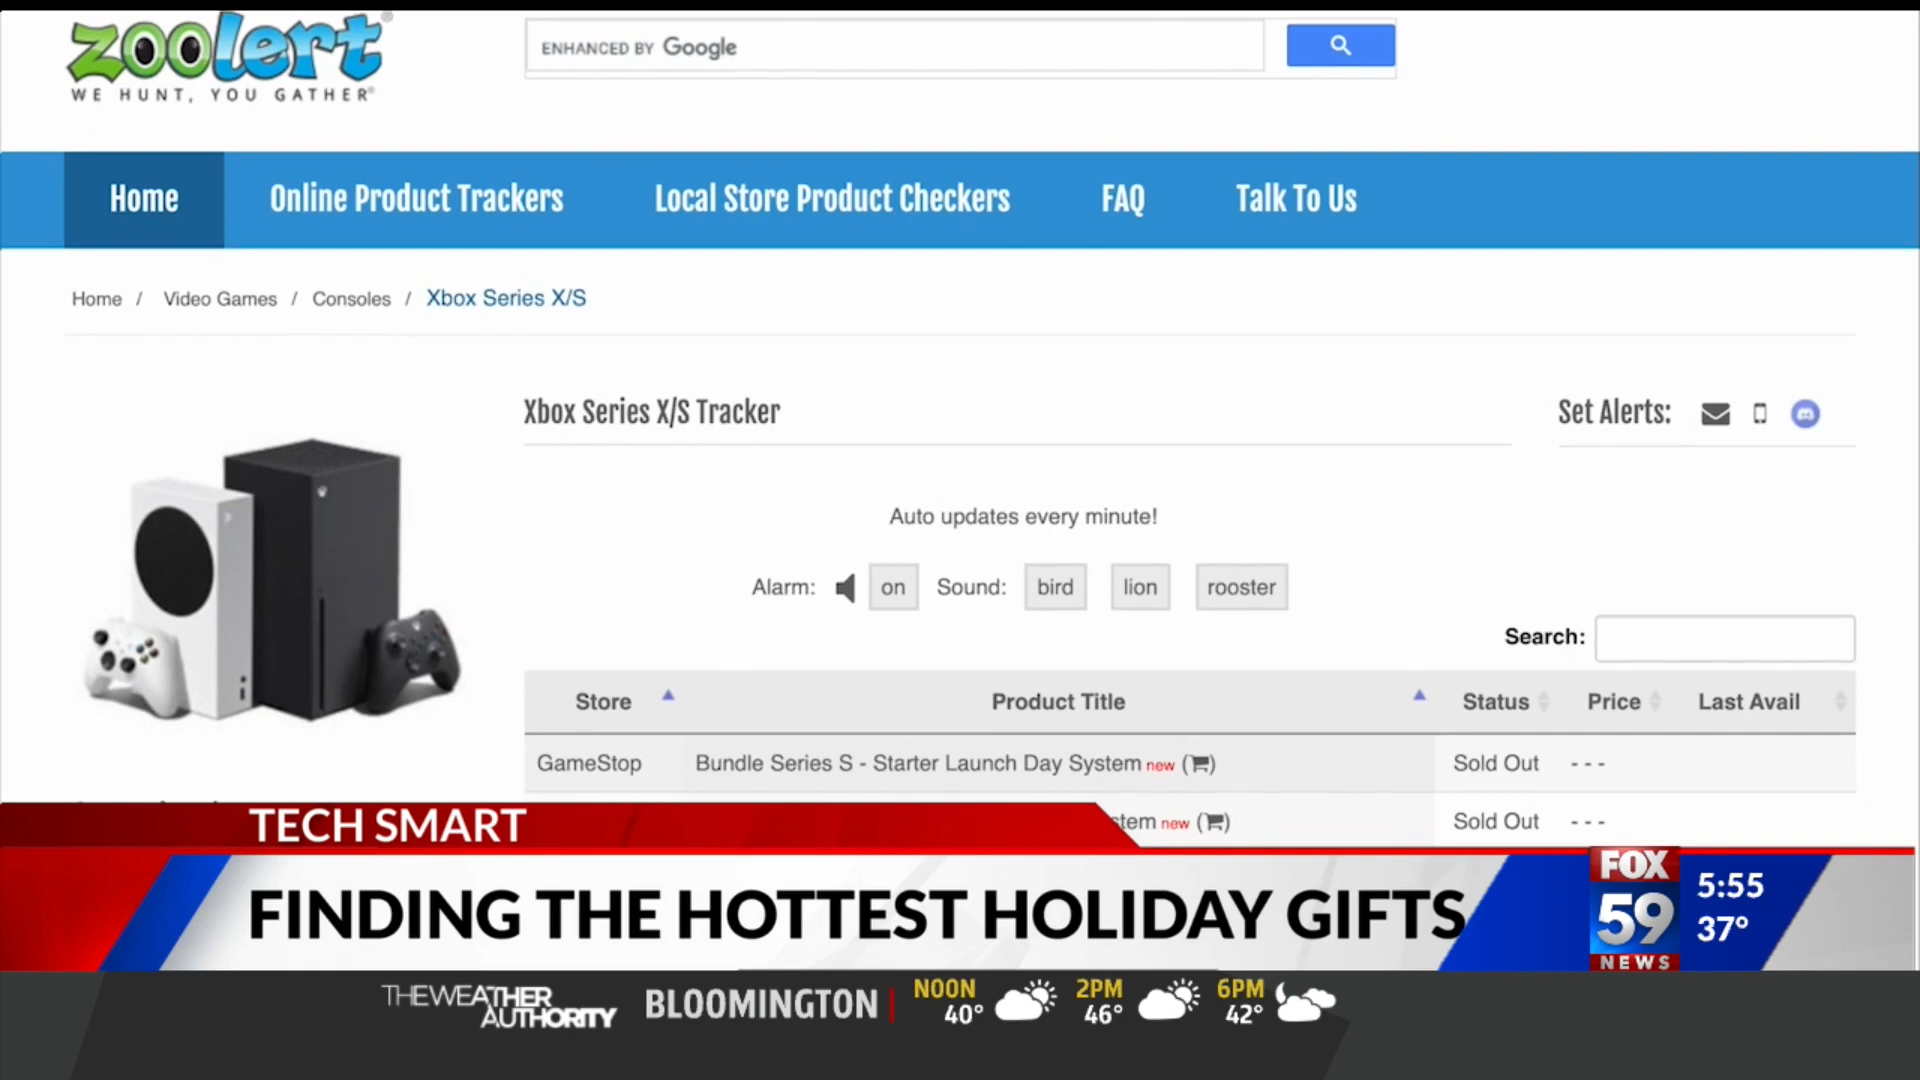 zoolert
WE HUNT, YOU GATHER®
ENHANCED BY Google
Home
Online Product Trackers
Local Store Product Checkers
FAQ
Talk To Us
Home / Video Games / Consoles / Xbox Series X/S
Xbox Series X/S Tracker
Set Alerts:
Auto updates every minute!
Alarm: on Sound: bird lion rooster
Search:
Store Product Title Status Price Last Avail
GameStop Bundle Series S - Starter Launch Day System new Sold Out ---
stem new Sold Out ---
TECH SMART
FINDING THE HOTTEST HOLIDAY GIFTS
FOX
59
NEWS
5:55
37°
THE WEATHER
AUTHORITY
BLOOMINGTON
NOON
40°
2PM
46°
6PM
42°